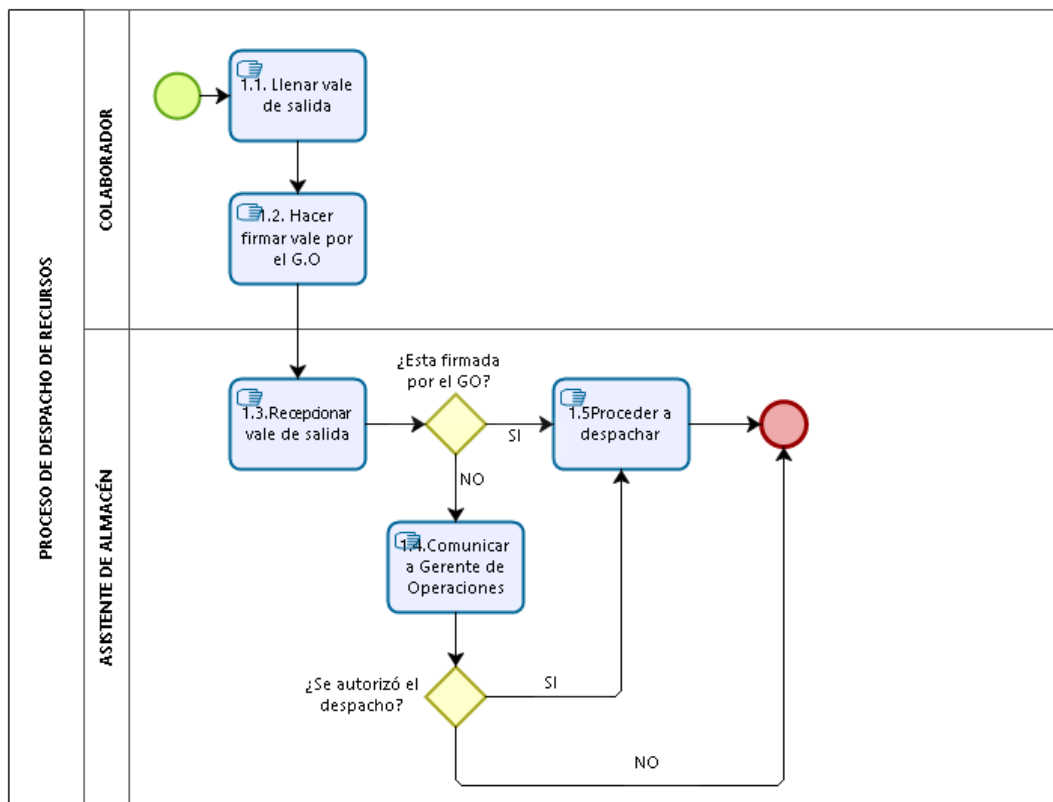 PROCESO DE DESPACHO DE RECURSOS
COLABORADOR
1.1. Llenar vale
de salida
1.2. Hacer
firmar vale por
el G.O
ASISTENTE DE ALMACÉN
1.3.Recepcionar
vale de salida
¿Esta firmada
por el GO?
SI
NO
1.5Proceder a
despachar
1.4.Comunicar
a Gerente de
Operaciones
¿Se autorizó el
despacho?
SI
NO